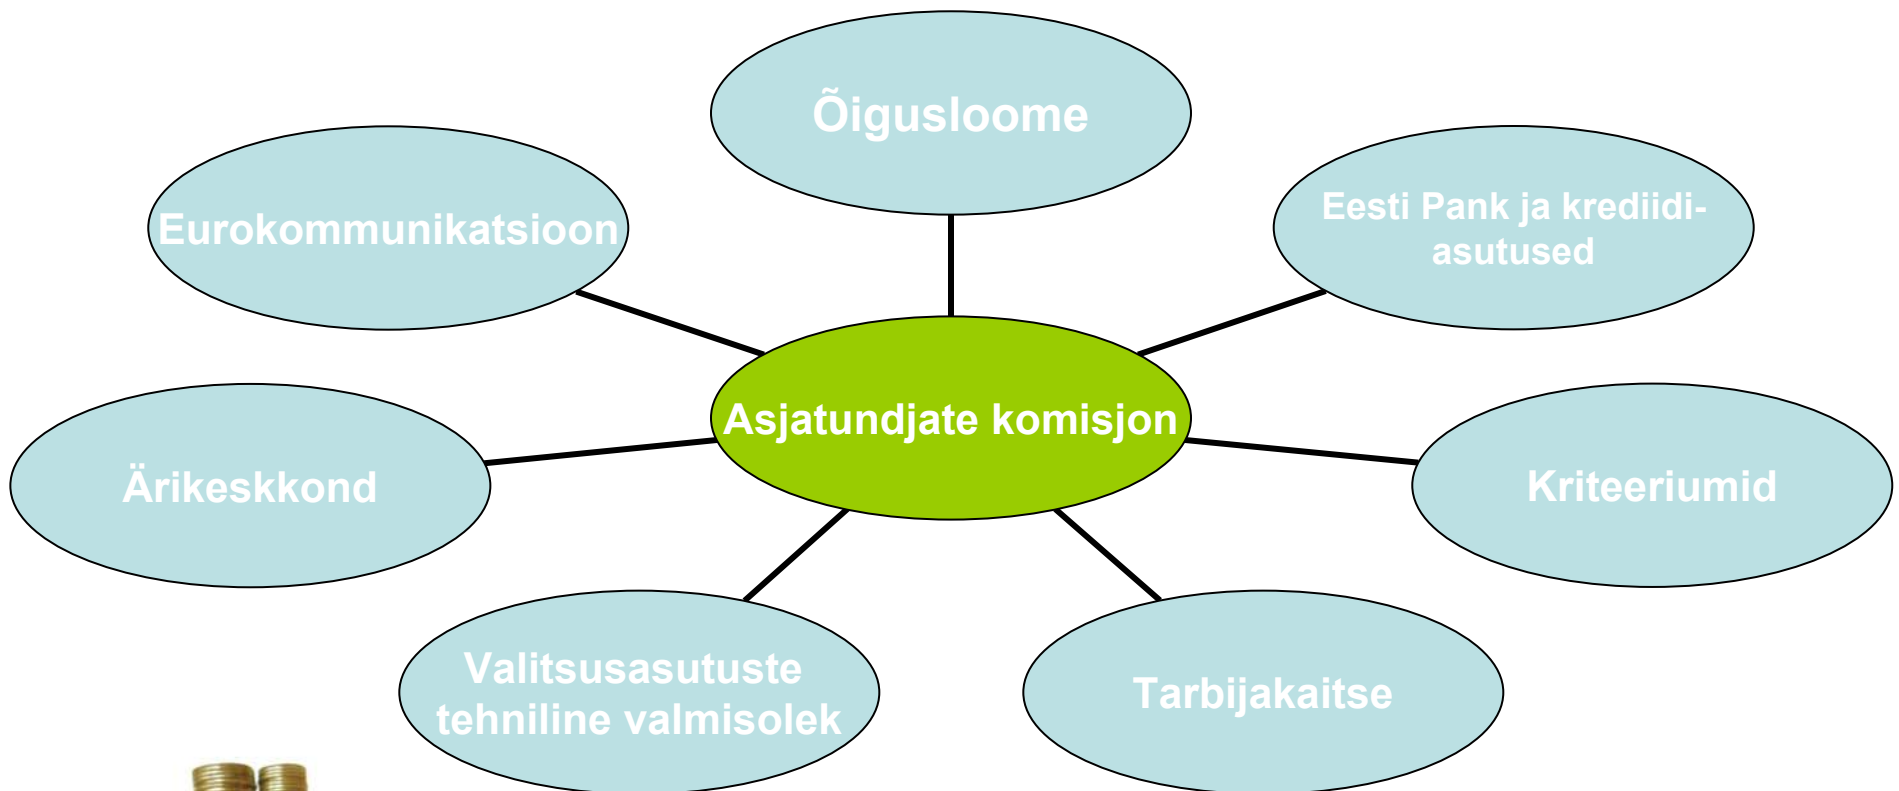 Õigusloome
Eurokommunikatsioon
Eesti Pank ja krediidi-
asutused
Asjatundjate komisjon
Ärikeskkond
Kriteeriumid
Valitsusasutuste
tehniline valmisolek
Tarbijakaitse